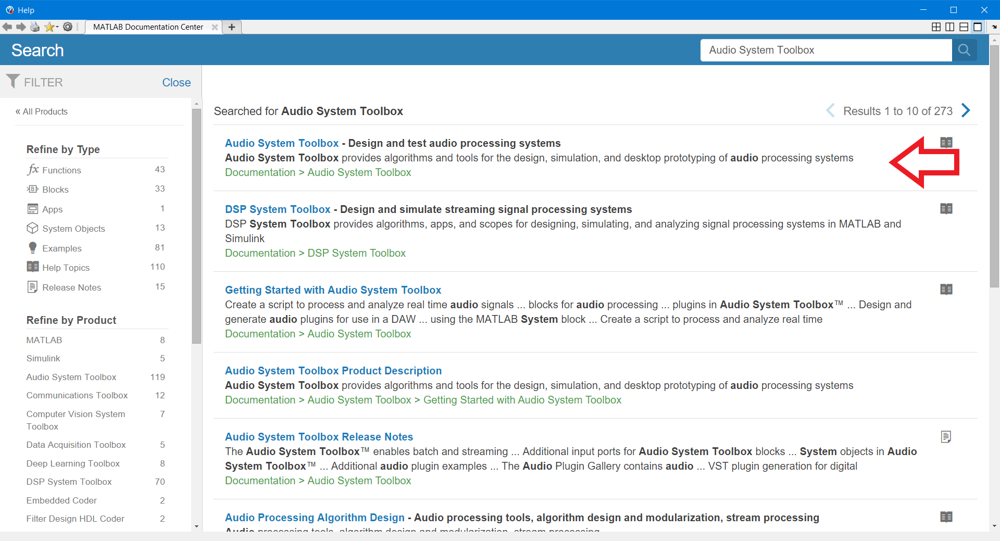 Help
MATLAB Documentation Center
Search
Audio System Toolbox
FILTER
Close
« All Products
Refine by Type
Functions 43
Blocks 33
Apps 1
System Objects 13
Examples 81
Help Topics 110
Release Notes 15
Refine by Product
MATLAB 8
Simulink 5
Audio System Toolbox 119
Communications Toolbox 12
Computer Vision System 7
Toolbox
Data Acquisition Toolbox 5
Deep Learning Toolbox 8
DSP System Toolbox 70
Embedded Coder 2
Filter Design HDL Coder 2
Searched for Audio System Toolbox
Results 1 to 10 of 273
Audio System Toolbox - Design and test audio processing systems
Audio System Toolbox provides algorithms and tools for the design, simulation, and desktop prototyping of audio processing systems
Documentation > Audio System Toolbox
DSP System Toolbox - Design and simulate streaming signal processing systems
DSP System Toolbox provides algorithms, apps, and scopes for designing, simulating, and analyzing signal processing systems in MATLAB and
Simulink
Documentation > DSP System Toolbox
Getting Started with Audio System Toolbox
Create a script to process and analyze real time audio signals ... blocks for audio processing ... plugins in Audio System Toolbox™ ... Design and
generate audio plugins for use in a DAW ... using the MATLAB System block ... Create a script to process and analyze real time
Documentation > Audio System Toolbox
Audio System Toolbox Product Description
Audio System Toolbox provides algorithms and tools for the design, simulation, and desktop prototyping of audio processing systems
Documentation > Audio System Toolbox > Getting Started with Audio System Toolbox
Audio System Toolbox Release Notes
The Audio System Toolbox™ enables batch and streaming ... Additional input ports for Audio System Toolbox blocks ... System objects in Audio
System Toolbox™ ... Additional audio plugin examples ... The Audio Plugin Gallery contains audio ... VST plugin generation for digital
Documentation > Audio System Toolbox
Audio Processing Algorithm Design - Audio processing tools, algorithm design and modularization, stream processing
Audio processing tools, algorithm design and modularization, stream processing